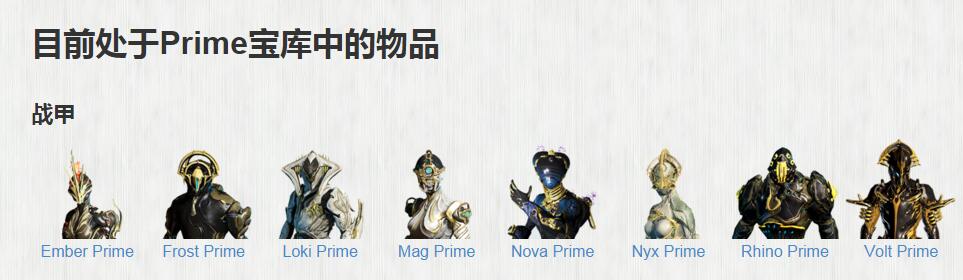 目前处于Prime宝库中的物品
战甲
Ember Prime Frost Prime Loki Prime Mag Prime Nova Prime Nyx Prime Rhino Prime Volt Prime